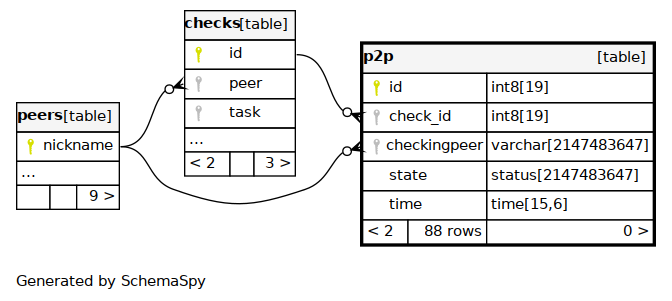 checks[table]
id
peer
task
...
< 2 3 >
p2p [table]
id int8[19]
check_id int8[19]
checkingpeer varchar[2147483647]
state status[2147483647]
time time[15,6]
< 2 88 rows 0 >
peers[table]
nickname
...
9 >
Generated by SchemaSpy